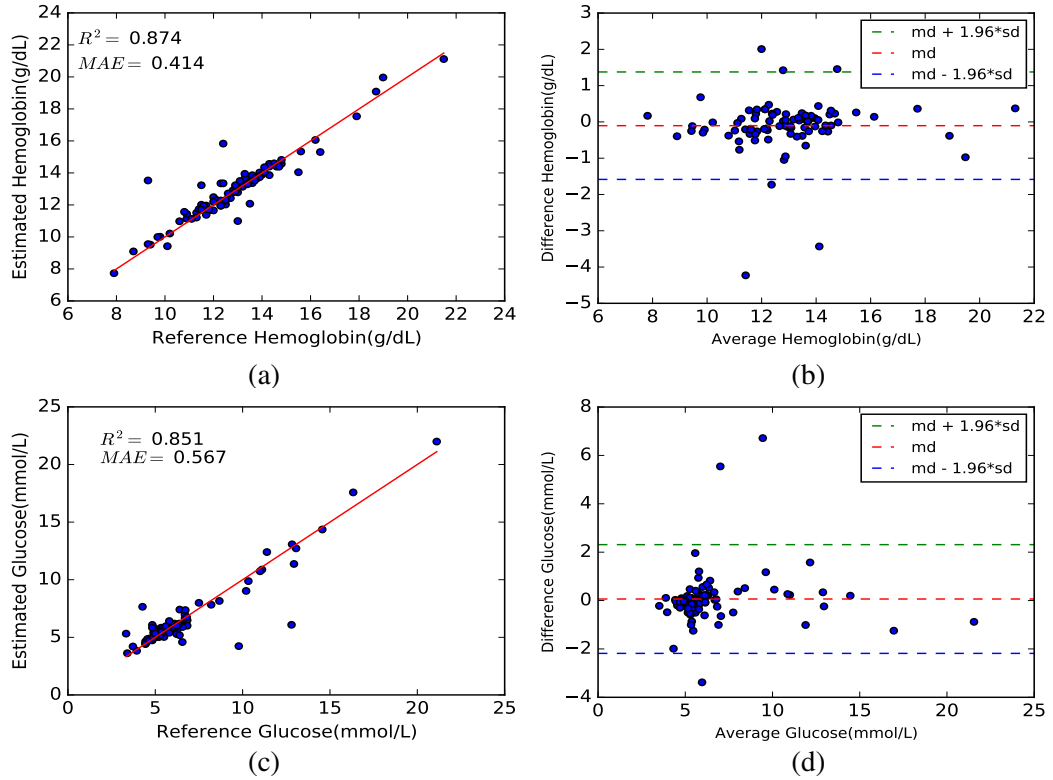 R² = 0.874
MAE = 0.414
24
22
20
18
16
14
12
10
8
6
6 8 10 12 14 16 18 20 22 24
Estimated Hemoglobin(g/dL)
Reference Hemoglobin(g/dL)
(a)
md + 1.96*sd
md
md - 1.96*sd
3
2
1
0
−1
−2
−3
−4
−5
6 8 10 12 14 16 18 20 22
Difference Hemoglobin(g/dL)
Average Hemoglobin(g/dL)
(b)
R² = 0.851
MAE = 0.567
25
20
15
10
5
0
0 5 10 15 20 25
Estimated Glucose(mmol/L)
Reference Glucose(mmol/L)
(c)
md + 1.96*sd
md
md - 1.96*sd
8
6
4
2
0
−2
−4
0 5 10 15 20 25
Difference Glucose(mmol/L)
Average Glucose(mmol/L)
(d)